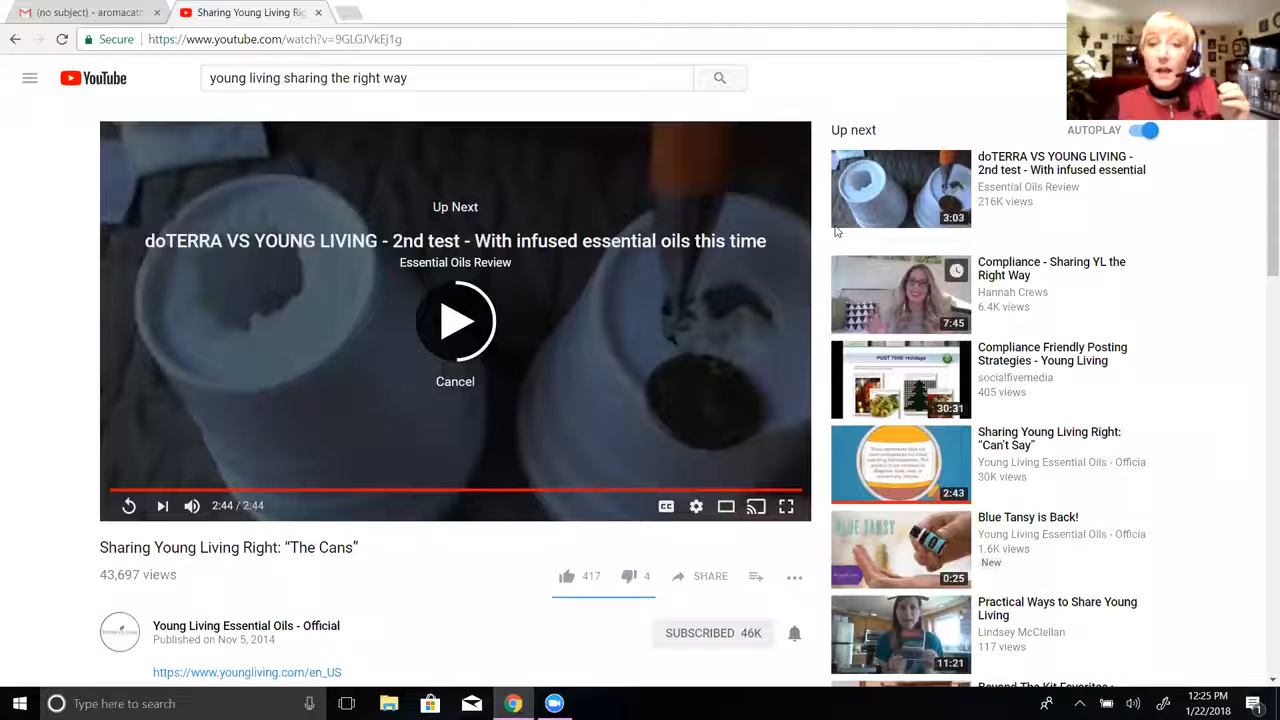 (no subject) - aromacat
Sharing Young Living Ri
Secure
https://www.youtube.com/watch?v=9GLGJVkEj1g
YouTube
young living sharing the right way
Up Next
doTERRA VS YOUNG LIVING - 2nd test - With infused essential oils this time
Essential Oils Review
Cancel
2:44 / 2:44
Sharing Young Living Right: “The Cans”
43,697 views
417
4
SHARE
Young Living Essential Oils - Official
Published on Nov 5, 2014
SUBSCRIBED 46K
https://www.youngliving.com/en_US
Up next
AUTOPLAY
3:03
doTERRA VS YOUNG LIVING -
2nd test - With infused essential
Essential Oils Review
216K views
7:45
Compliance - Sharing YL the
Right Way
Hannah Crews
6.4K views
30:31
Compliance Friendly Posting
Strategies - Young Living
socialfivemedia
405 views
2:43
Sharing Young Living Right:
“Can't Say”
Young Living Essential Oils - Officia
30K views
BLUE TANSY
0:25
Blue Tansy is Back!
Young Living Essential Oils - Officia
1.6K views
New
11:21
Practical Ways to Share Young
Living
Lindsey McClellan
117 views
Type here to search
12:25 PM
1/22/2018
1